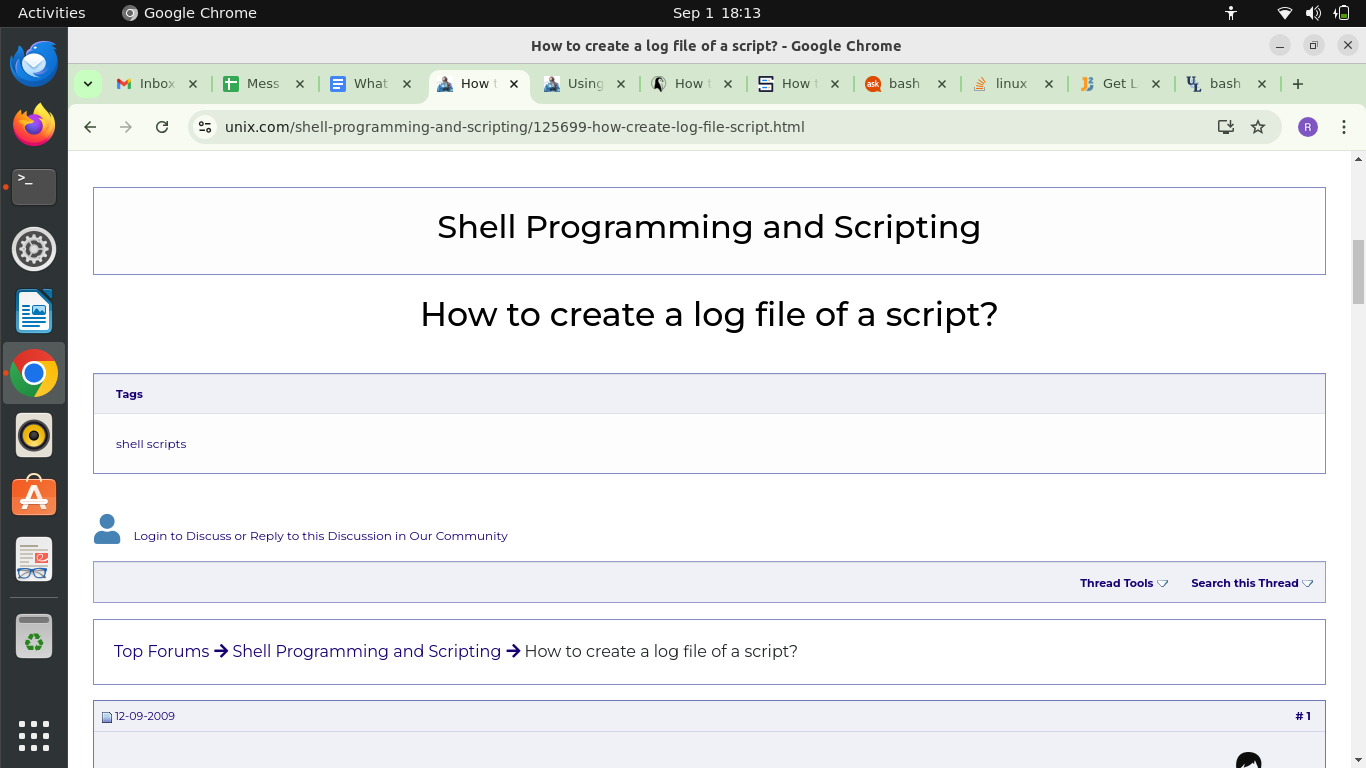 Activities
Google Chrome
Sep 1 18:13
How to create a log file of a script? - Google Chrome
Inbox
Mess
What
How t
Using
How t
How t
bash
linux
Get L
bash
unix.com/shell-programming-and-scripting/125699-how-create-log-file-script.html
R
Shell Programming and Scripting
How to create a log file of a script?
Tags
shell scripts
Login to Discuss or Reply to this Discussion in Our Community
Thread Tools
Search this Thread
Top Forums
Shell Programming and Scripting
How to create a log file of a script?
12-09-2009
# 1